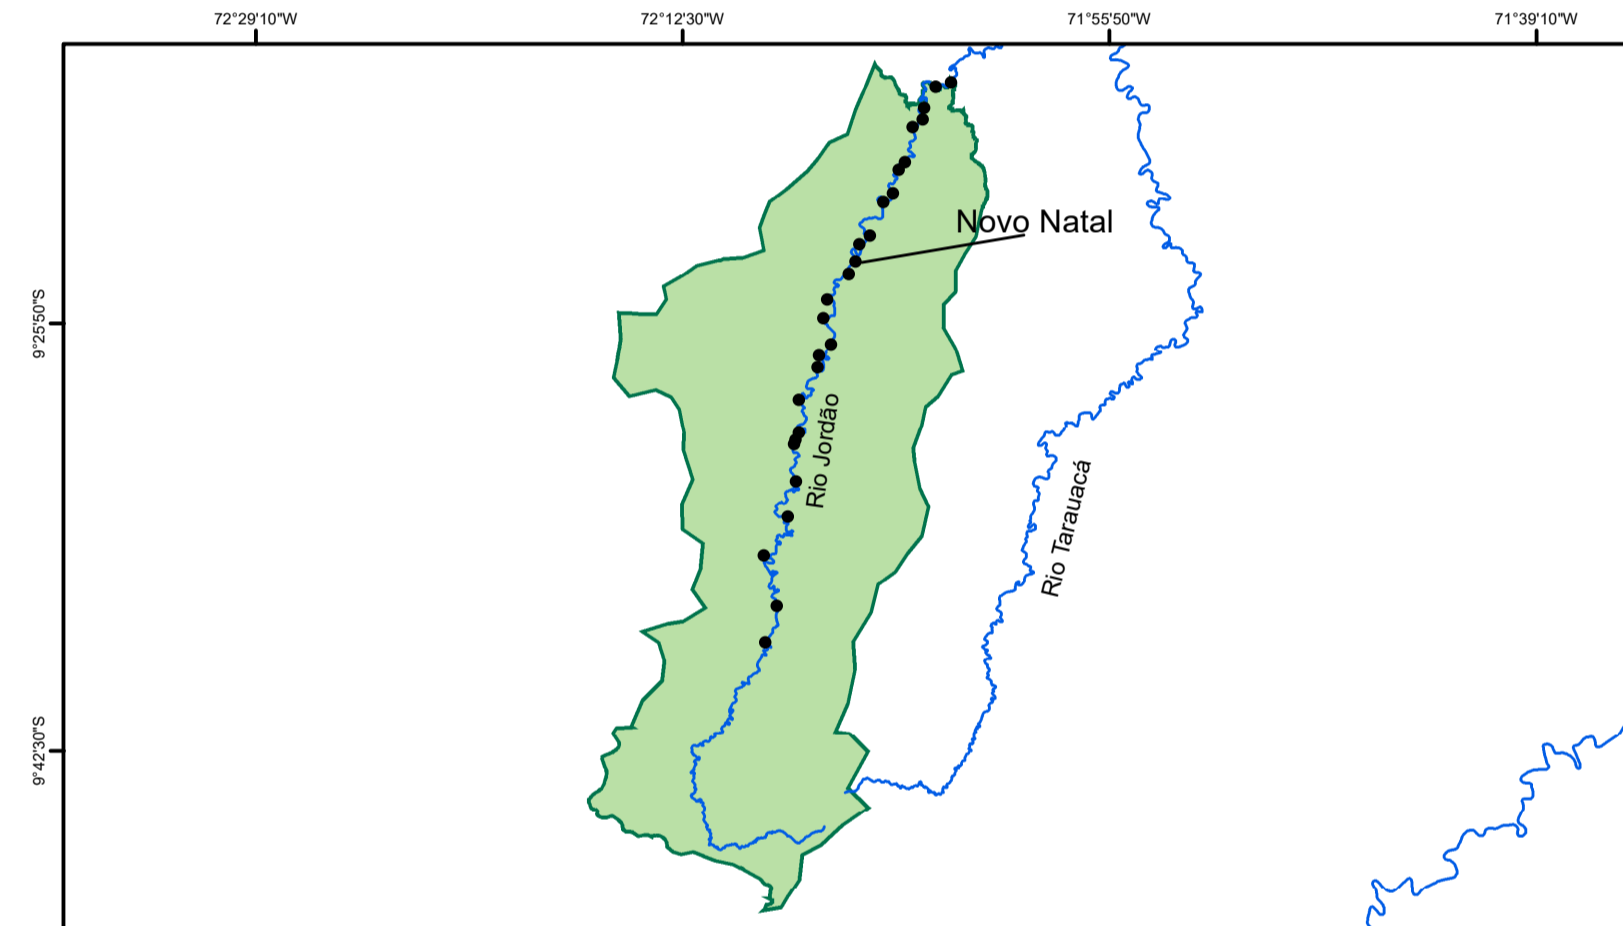 72°29'10"W
72°12'30"W
71°55'50"W
71°39'10"W
Novo Natal
9°25'50"S
Rio Jordão
Rio Tarauacá
9°42'30"S